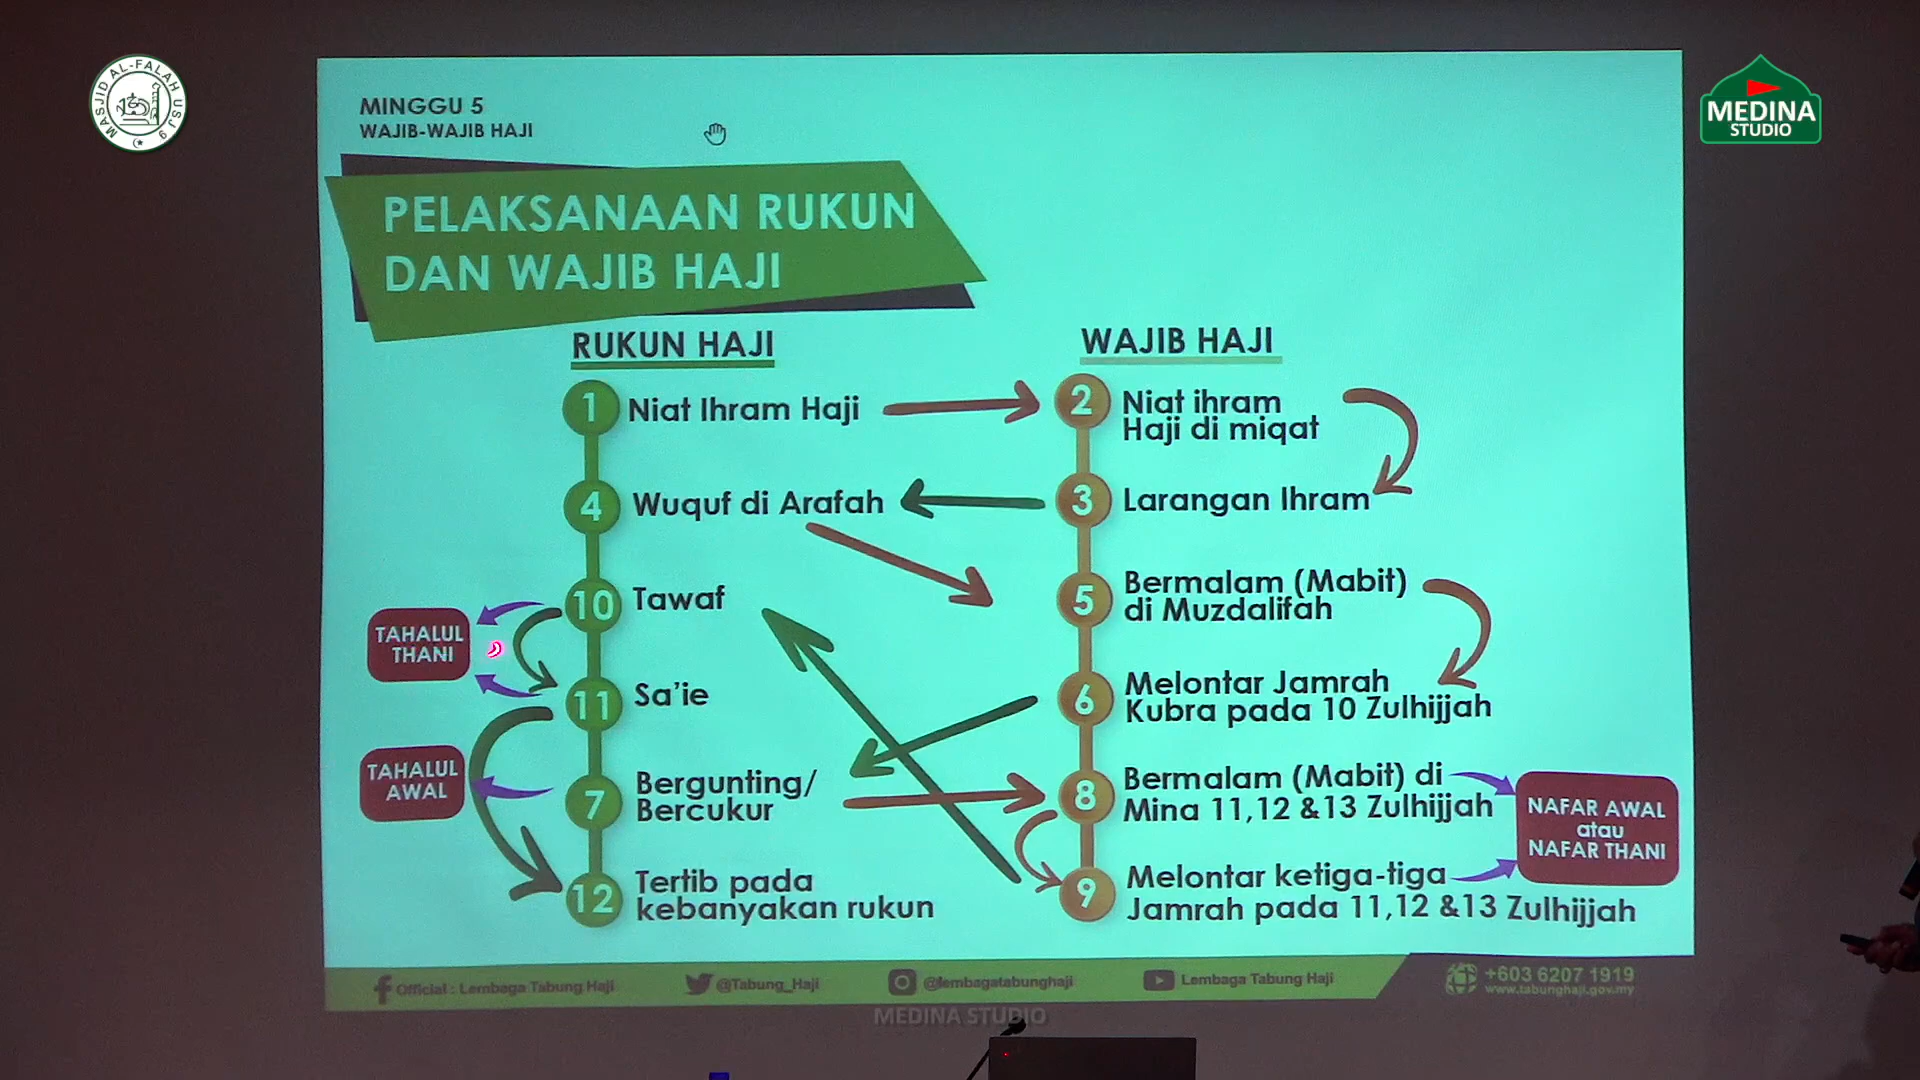 MASJID AL-FALAH USJ 9
MEDINA
STUDIO
MINGGU 5
WAJIB-WAJIB HAJI
PELAKSANAAN RUKUN
DAN WAJIB HAJI
RUKUN HAJI
1 Niat Ihram Haji
4 Wuquf di Arafah
10 Tawaf
TAHALUL
THANI
11 Sa'ie
TAHALUL
AWAL
7 Bergunting/
Bercukur
12 Tertib pada
kebanyakan rukun
WAJIB HAJI
2 Niat ihram
Haji di miqat
3 Larangan Ihram
5 Bermalam (Mabit)
di Muzdalifah
6 Melontar Jamrah
Kubra pada 10 Zulhijjah
8 Bermalam (Mabit) di
Mina 11,12 &13 Zulhijjah
NAFAR AWAL
atau
NAFAR THANI
9 Melontar ketiga-tiga
Jamrah pada 11,12 &13 Zulhijjah
Official : Lembaga Tabung Haji
@Tabung_Haji
@lembagatabunghaji
Lembaga Tabung Haji
+603 6207 1919
www.tabunghaji.gov.my
MEDINA STUDIO